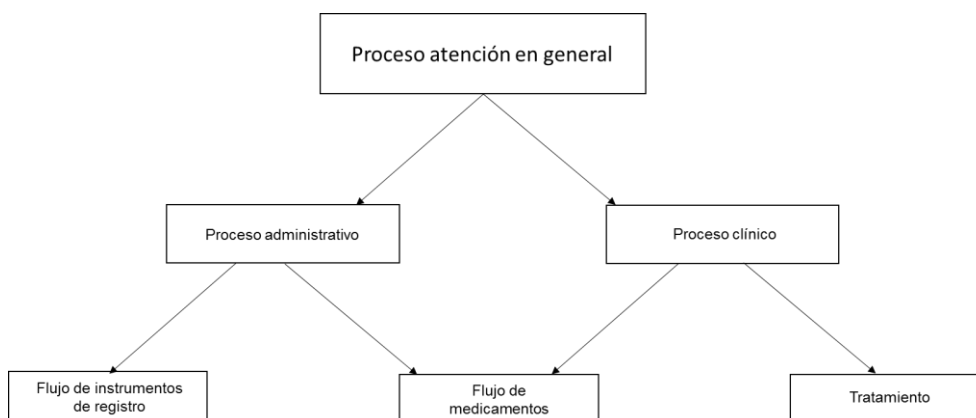 Proceso atención en general
Proceso administrativo
Proceso clínico
Flujo de instrumentos
de registro
Flujo de
medicamentos
Tratamiento